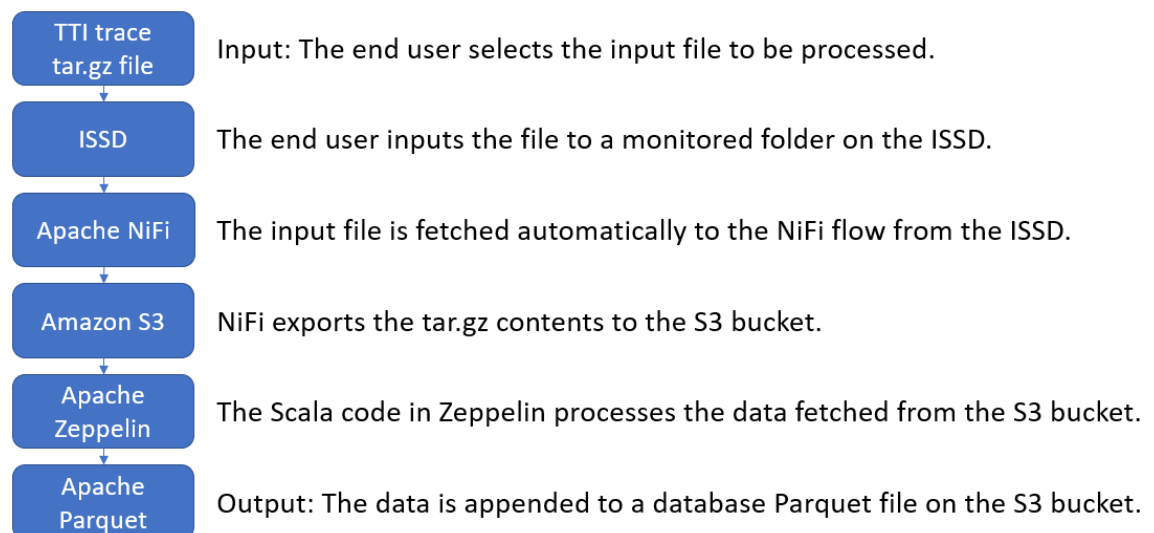 TTI trace
tar.gz file
Input: The end user selects the input file to be processed.
ISSD
The end user inputs the file to a monitored folder on the ISSD.
Apache NiFi
The input file is fetched automatically to the NiFi flow from the ISSD.
Amazon S3
NiFi exports the tar.gz contents to the S3 bucket.
Apache
Zeppelin
The Scala code in Zeppelin processes the data fetched from the S3 bucket.
Apache
Parquet
Output: The data is appended to a database Parquet file on the S3 bucket.